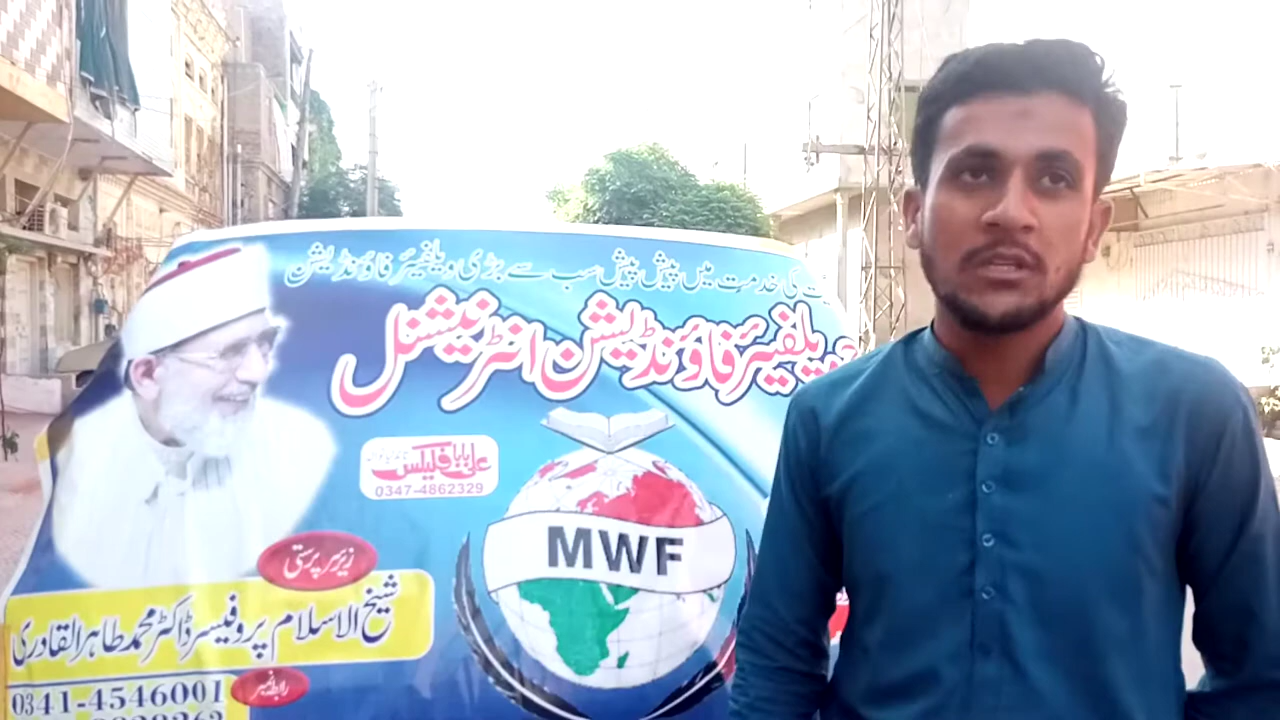 کی خدمت میں پیش پیش سب سے بڑی ویلفیئر فاؤنڈیشن
ویلفیئر فاؤنڈیشن انٹرنیشنل
علی بابا فلیکس
0347-4862329
MWF
زیر سرپرستی
شیخ الاسلام پروفیسر ڈاکٹر محمد طاہر القادری
رابطہ نمبر
0341-4546001